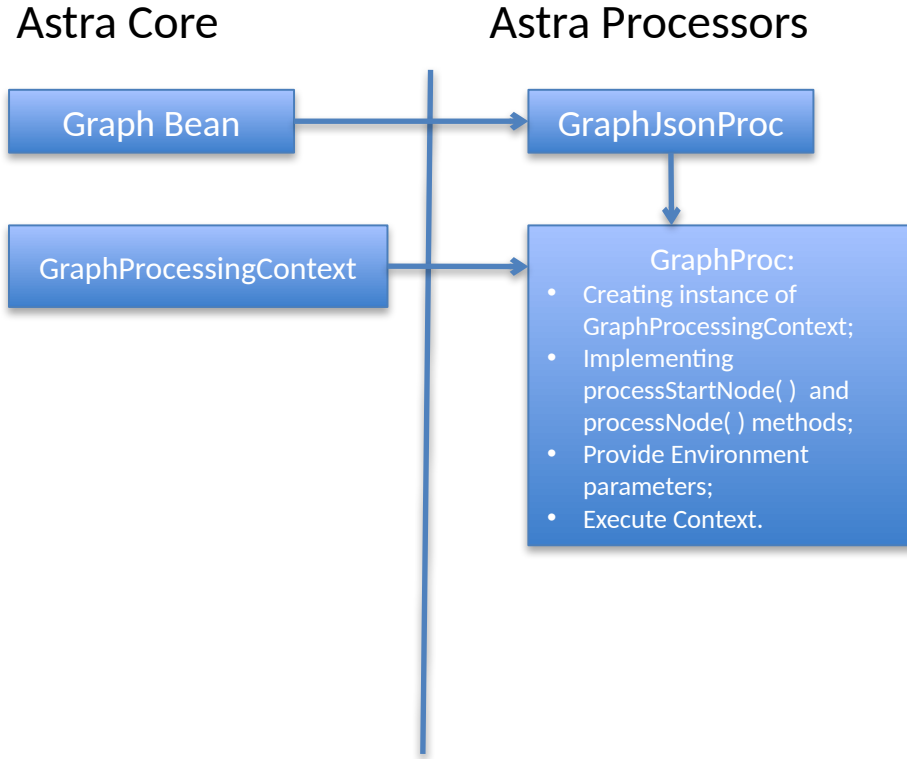 Astra Core
Astra Processors
Graph Bean
GraphJsonProc
GraphProcessingContext
GraphProc:
• Creating instance of
GraphProcessingContext;
• Implementing
processStartNode( )  and
processNode( ) methods;
• Provide Environment
parameters;
• Execute Context.